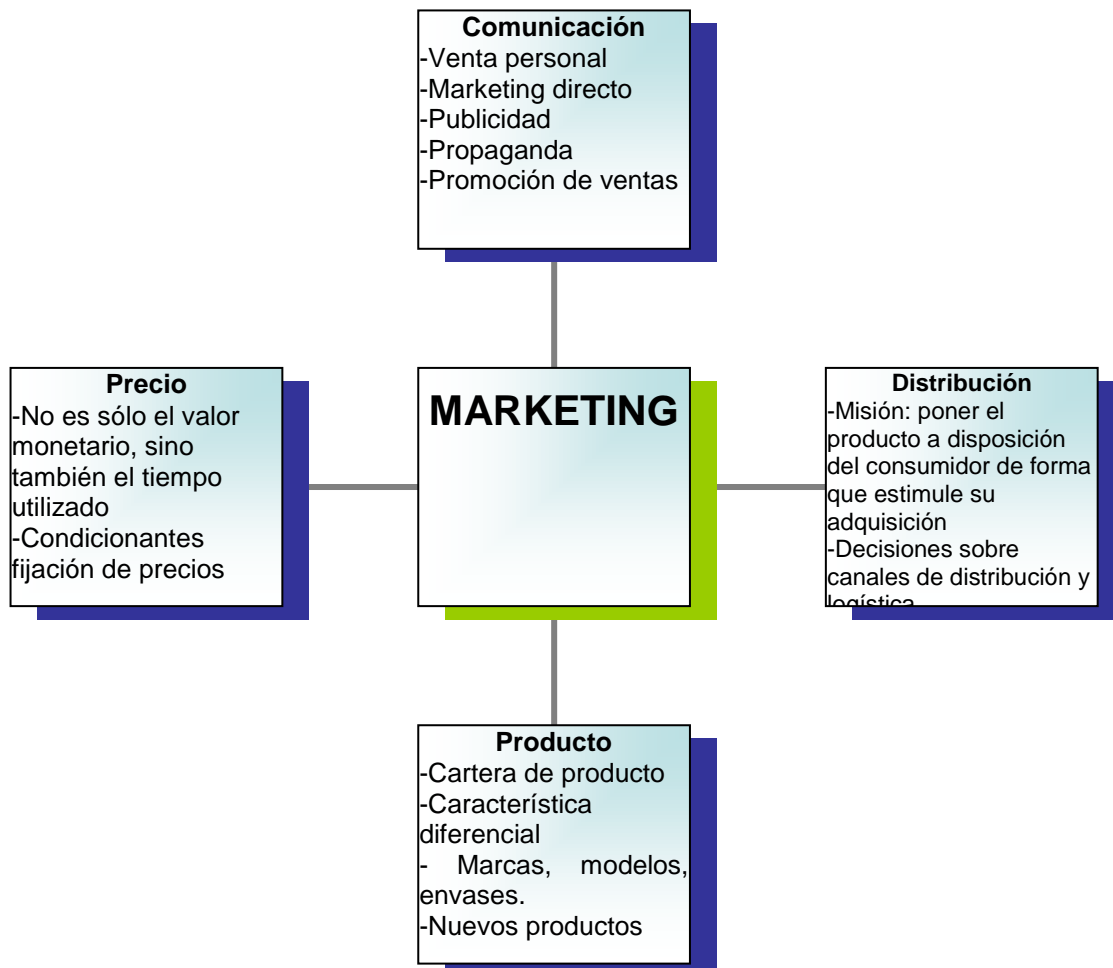 Comunicación
-Venta personal
-Marketing directo
-Publicidad
-Propaganda
-Promoción de ventas
Precio
-No es sólo el valor
monetario, sino
también el tiempo
utilizado
-Condicionantes
fijación de precios
MARKETING
Distribución
-Misión: poner el
producto a disposición
del consumidor de forma
que estimule su
adquisición
-Decisiones sobre
canales de distribución y
logística
Producto
-Cartera de producto
-Característica
diferencial
- Marcas, modelos,
envases.
-Nuevos productos